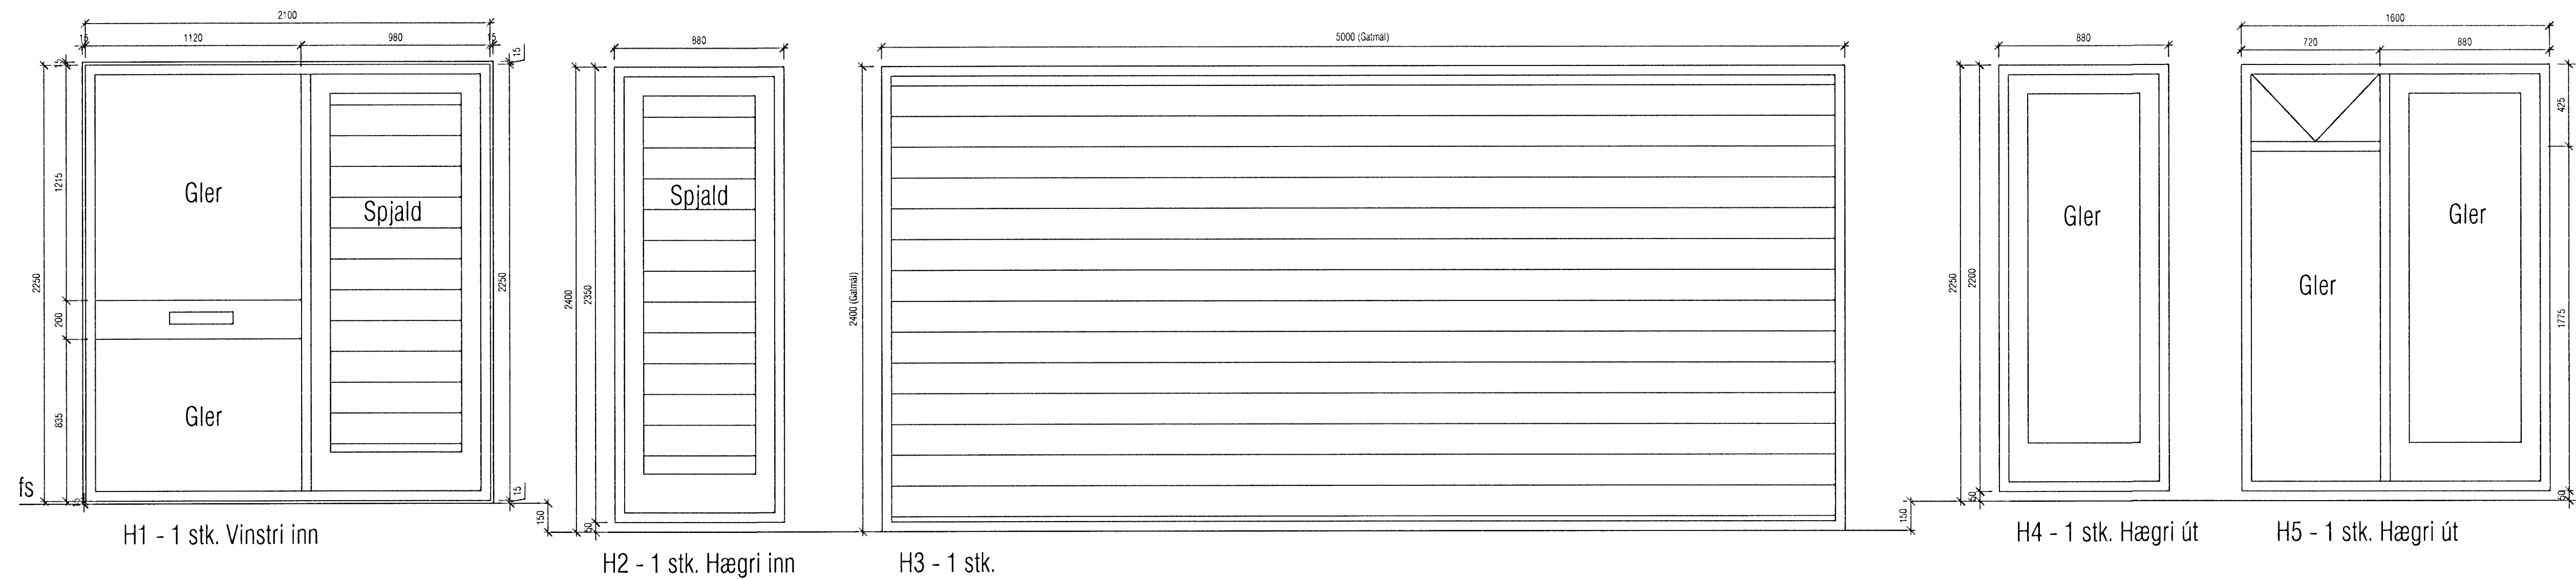 2100
15
1120
980
15
15
15
2250
1215
200
835
Gler
Gler
Spjald
2250
15
15
fs
H1 - 1 stk. Vinstri inn
150
880
2400
2350
50
Spjald
H2 - 1 stk. Hægri inn
5000 (Gatmál)
2400 (Gatmál)
H3 - 1 stk.
150
880
2250
2200
50
Gler
H4 - 1 stk. Hægri út
1600
720
880
425
1775
50
Gler
Gler
H5 - 1 stk. Hægri út